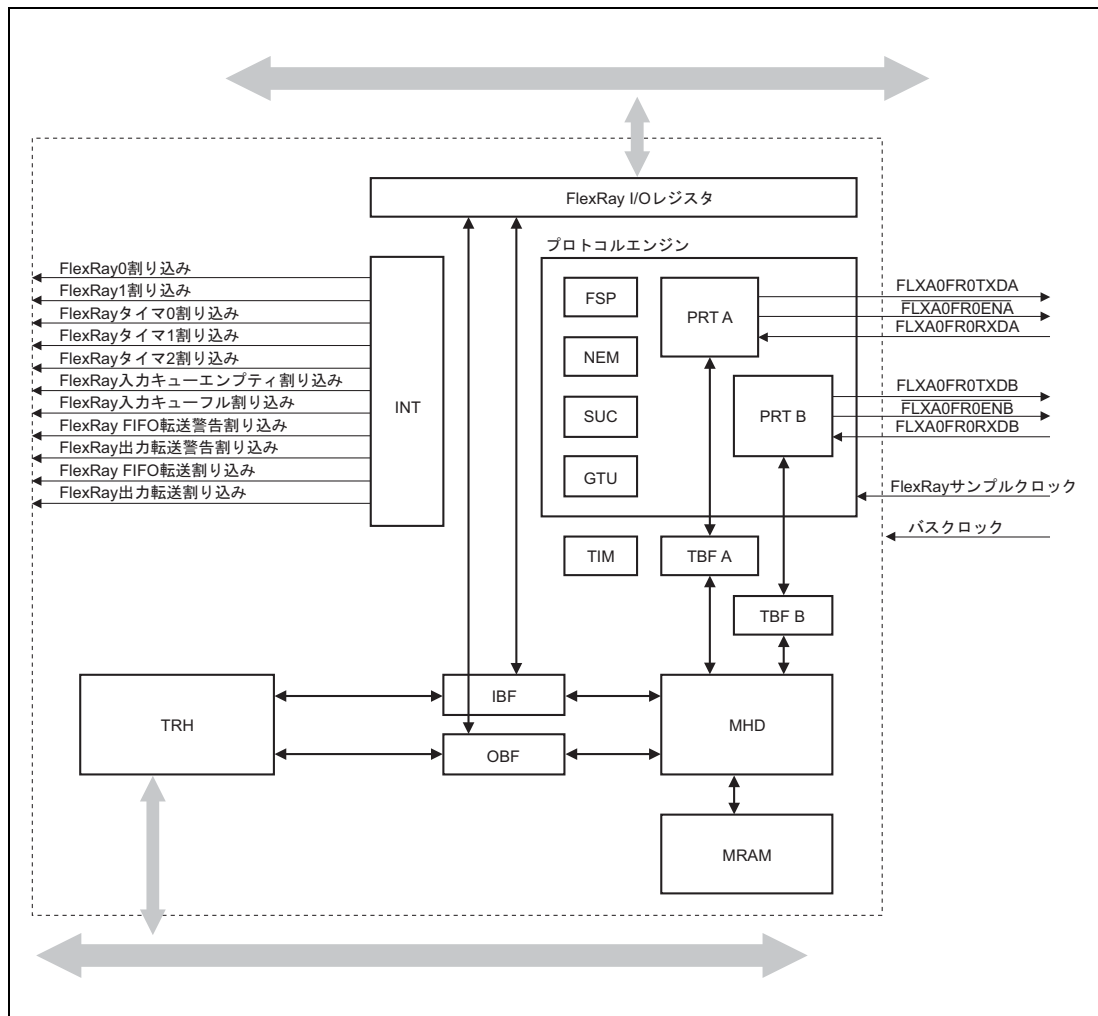 FlexRay I/Oレジスタ
プロトコルエンジン
FlexRay0割り込み
FlexRay1割り込み
FlexRayタイマ0割り込み
FlexRayタイマ1割り込み
FlexRayタイマ2割り込み
FlexRay入力キューエンプティ割り込み
FlexRay入力キューフル割り込み
FlexRay FIFO転送警告割り込み
FlexRay出力転送警告割り込み
FlexRay FIFO転送割り込み
FlexRay出力転送割り込み
INT
FSP
NEM
SUC
GTU
TIM
PRT A
PRT B
FLXA0FR0TXDA
FLXA0FR0ENA
FLXA0FR0RXDA
FLXA0FR0TXDB
FLXA0FR0ENB
FLXA0FR0RXDB
FlexRayサンプルクロック
バスクロック
TBF A
TBF B
TRH
IBF
OBF
MHD
MRAM